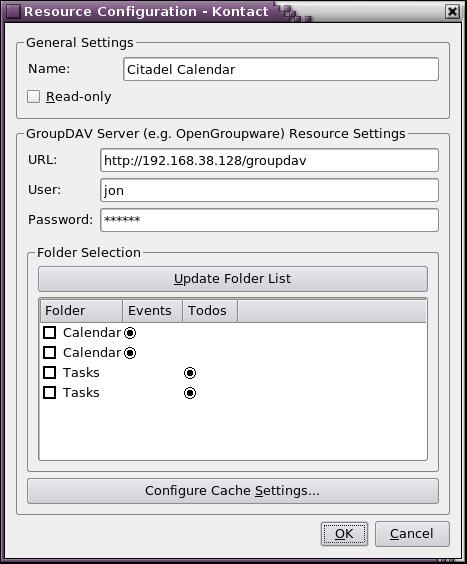 Resource Configuration - Kontact
General Settings
Name: Citadel Calendar
Read-only
GroupDAV Server (e.g. OpenGroupware) Resource Settings
URL: http://192.168.38.128/groupdav
User: jon
Password: ******
Folder Selection
Update Folder List
Folder Events Todos
Calendar
Calendar
Tasks
Tasks
Configure Cache Settings...
OK Cancel